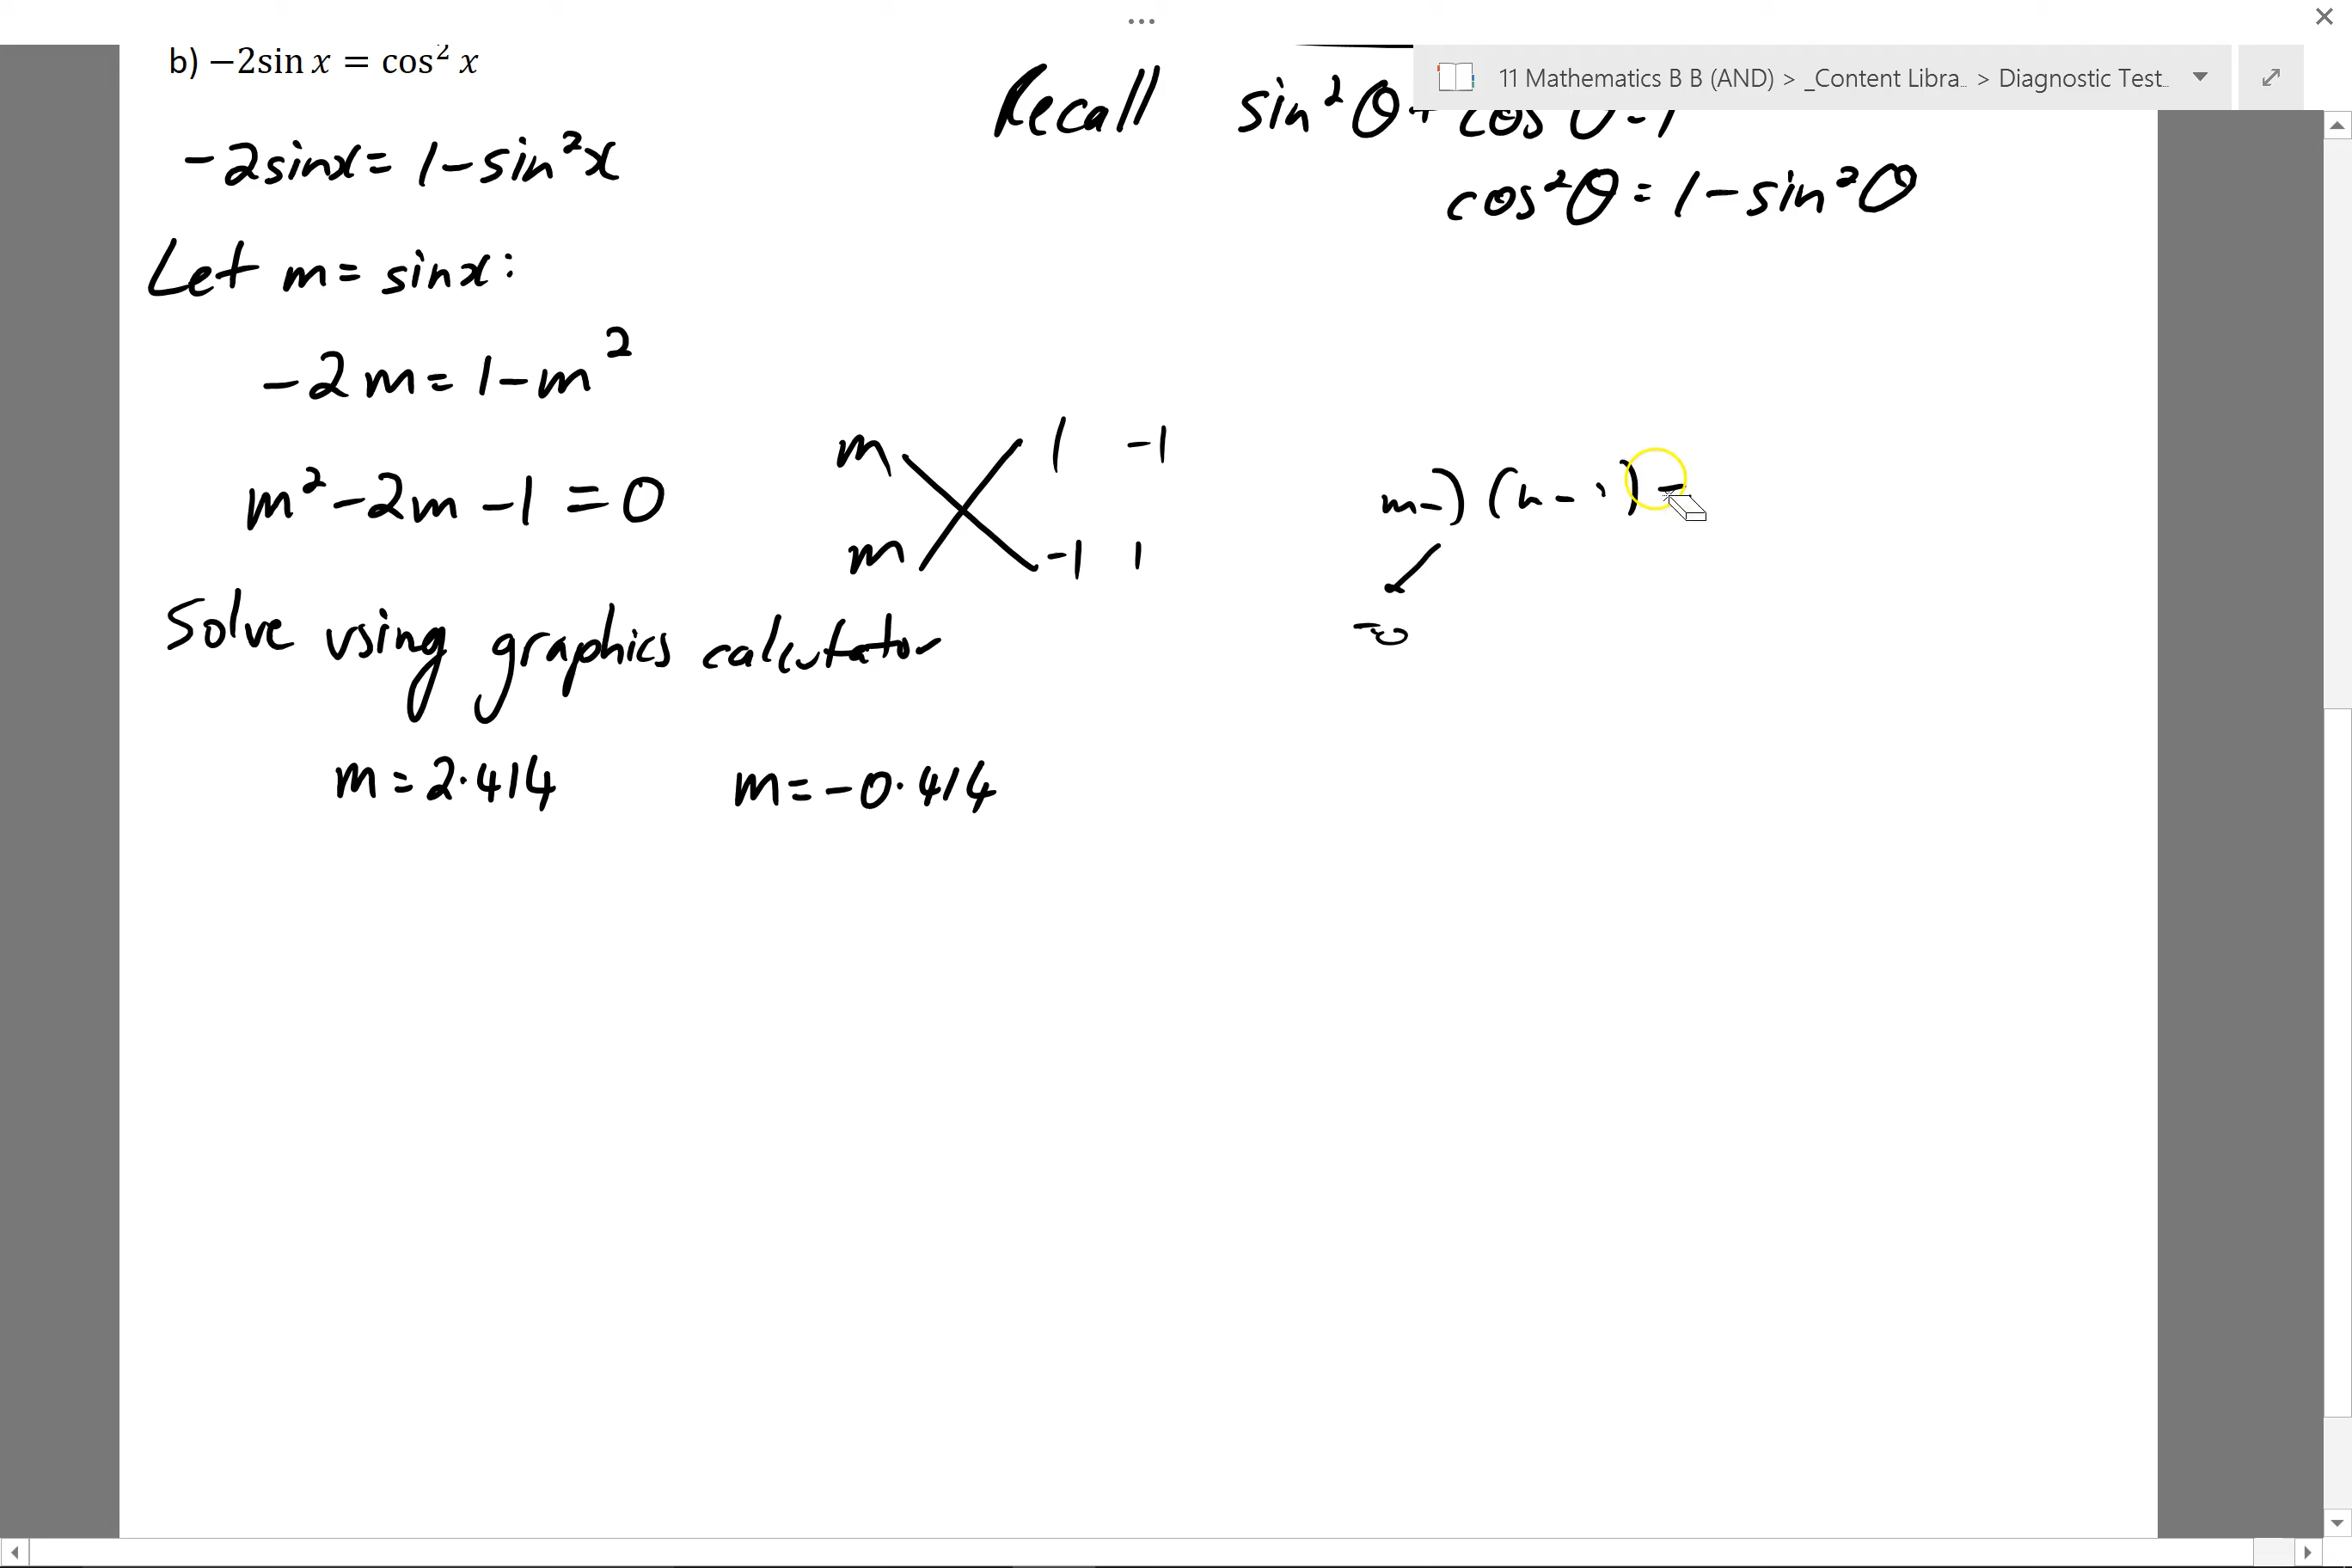 11 Mathematics B B (AND) > _Content Libra... > Diagnostic Test...
b) −2sin x = cos² x
Recall sin²θ + cos θ = 1
cos²θ = 1 − sin²θ
−2sinx = 1 − sin²x
Let m = sinx:
−2m = 1 − m²
m² − 2m − 1 = 0
m 1 −1
m −1 1
Solve using graphics calculator
m = 2.414 m = −0.414